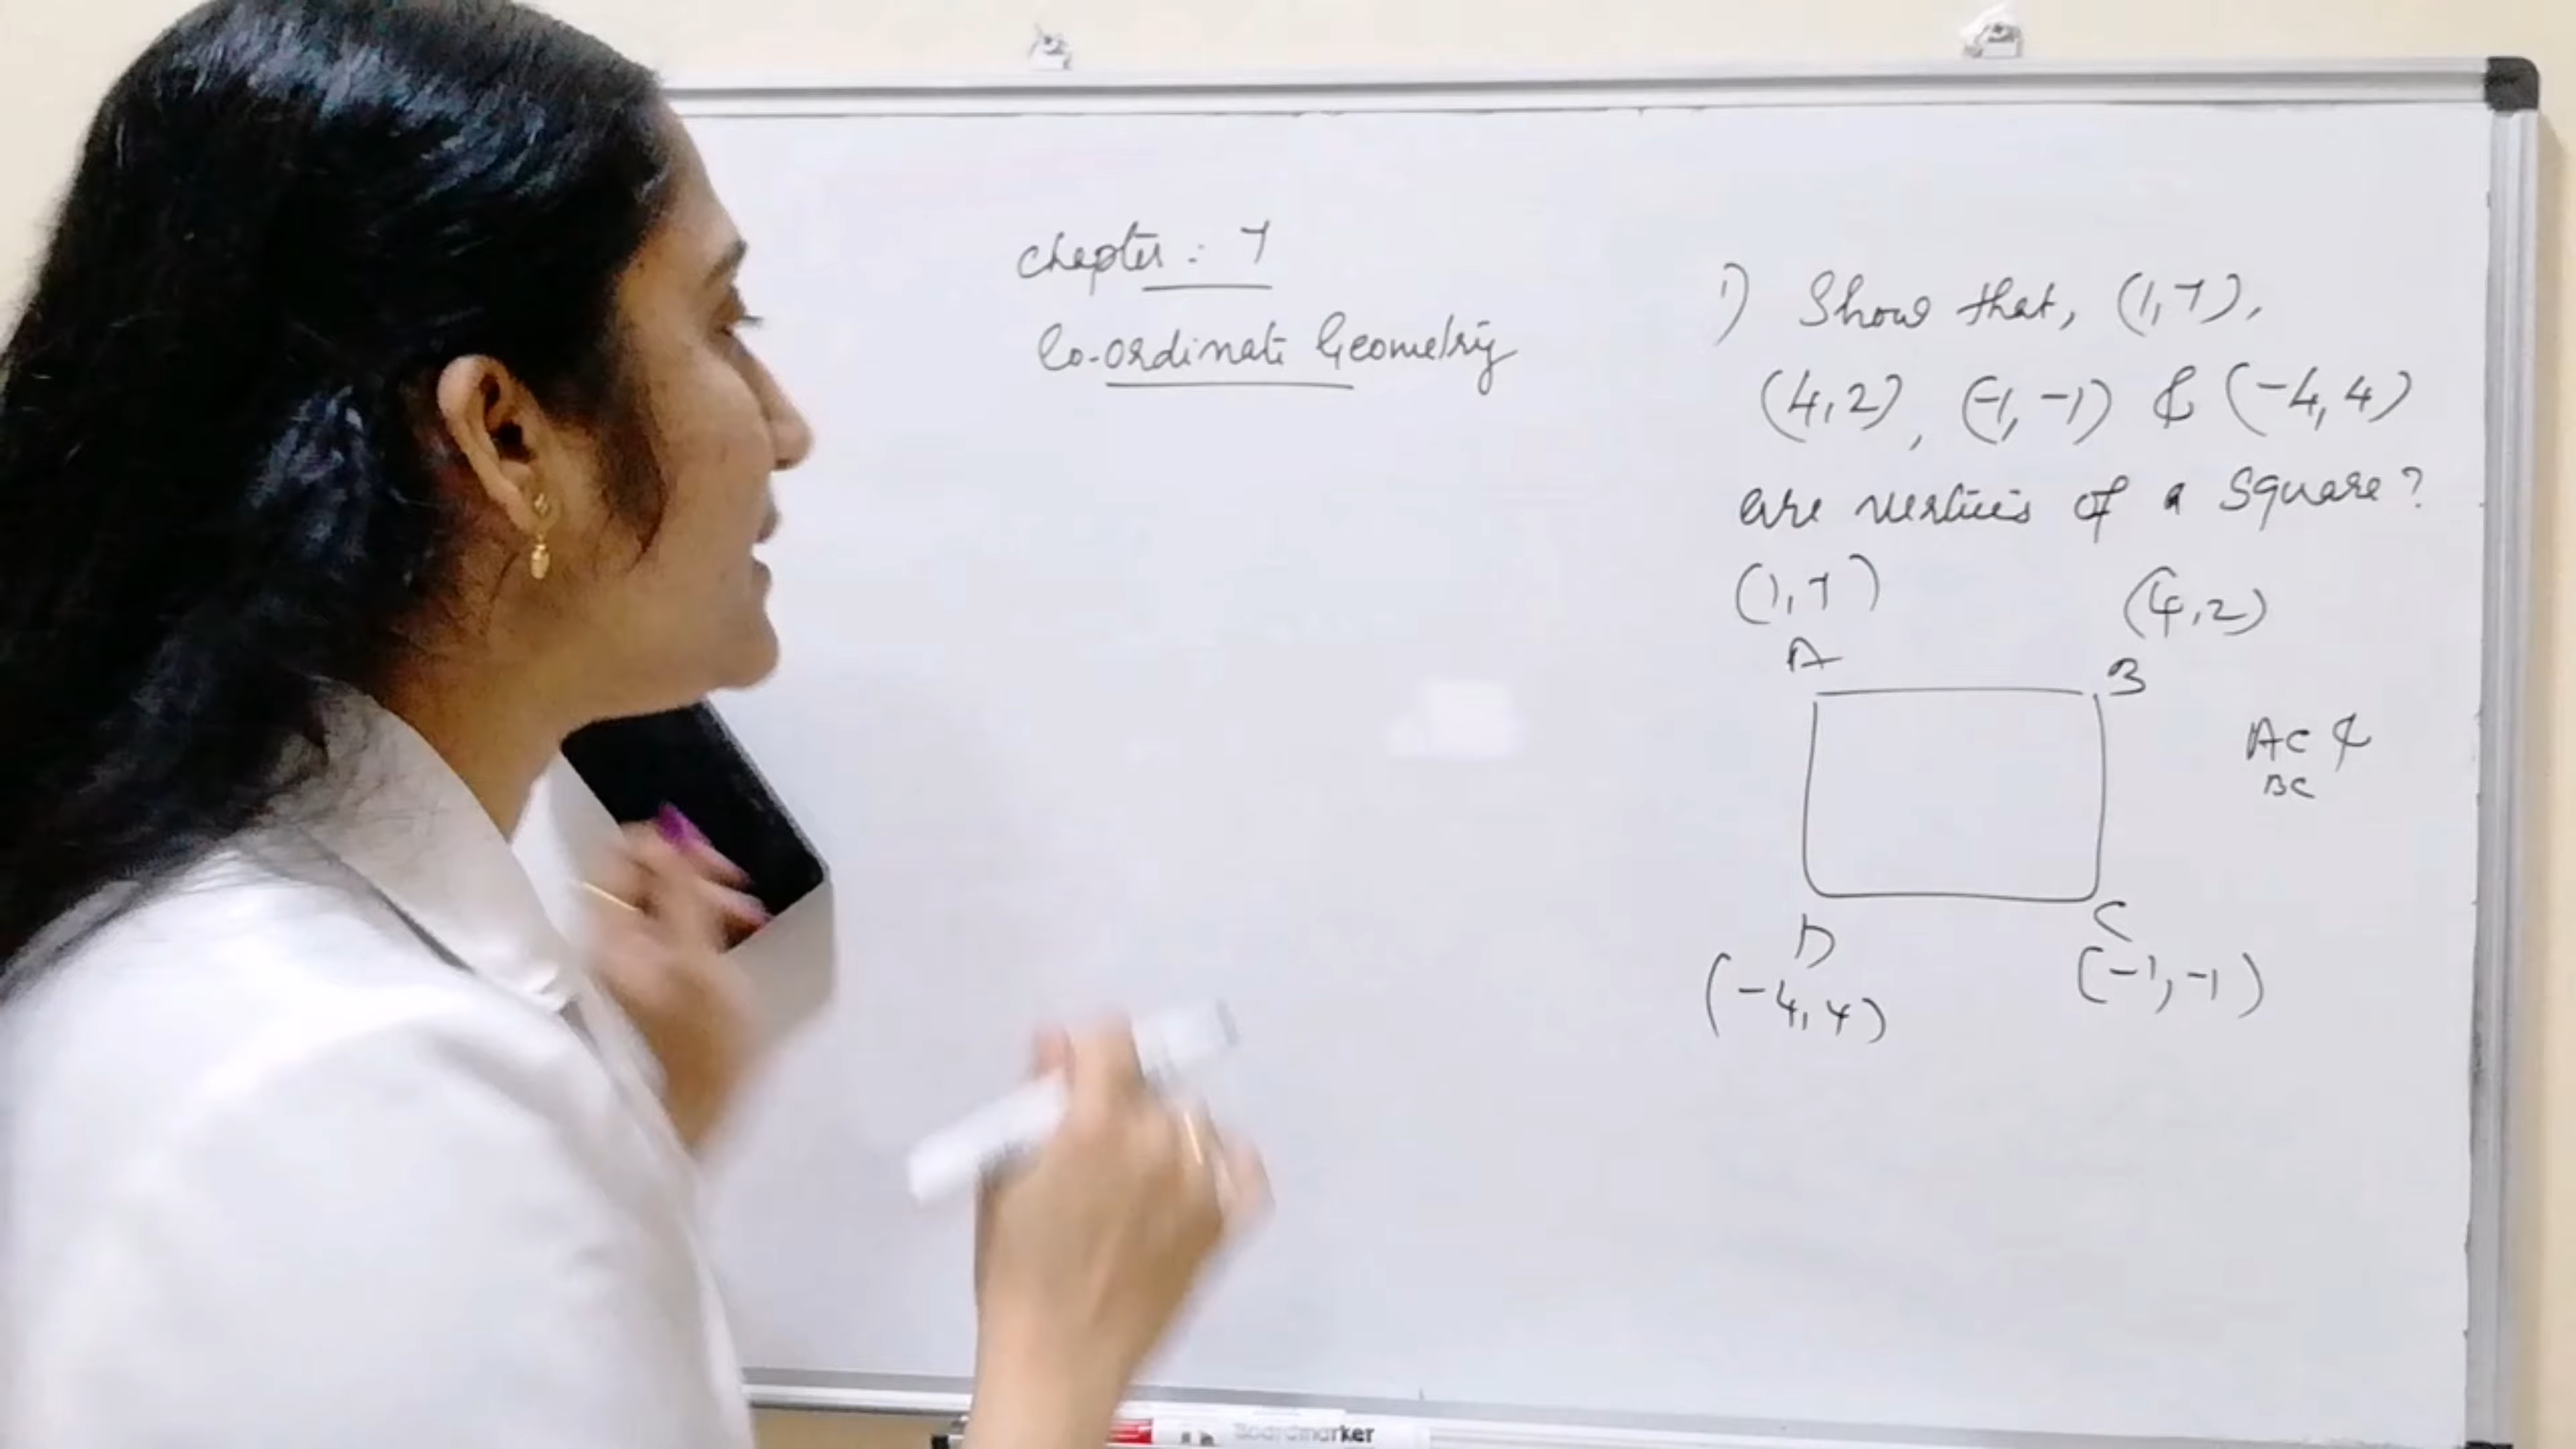 Chapter : 7
Co-ordinate Geometry
1) Show that, (1,7),
(4,2), (-1,-1) & (-4,4)
are vertices of a Square?
(1,7)
(4,2)
A
B
AC &
BC
D
C
(-4,4)
(-1,-1)
Boardmarker